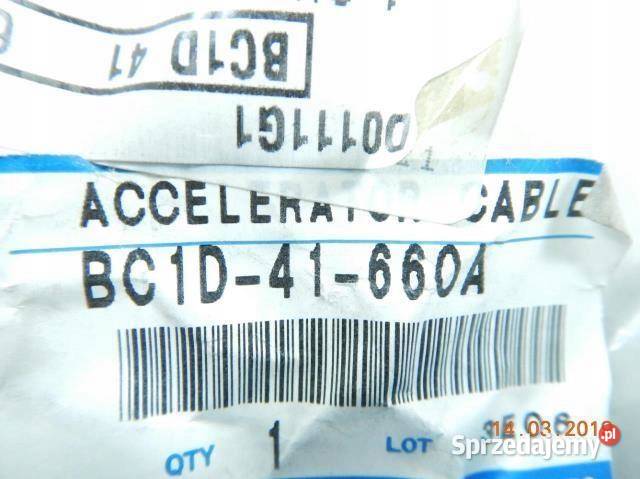 BC1D 41
D0111G1
ACCELERATOR CABLE
BC1D-41-660A
QTY 1 LOT
14.03.2016
Sprzedajemy.pl